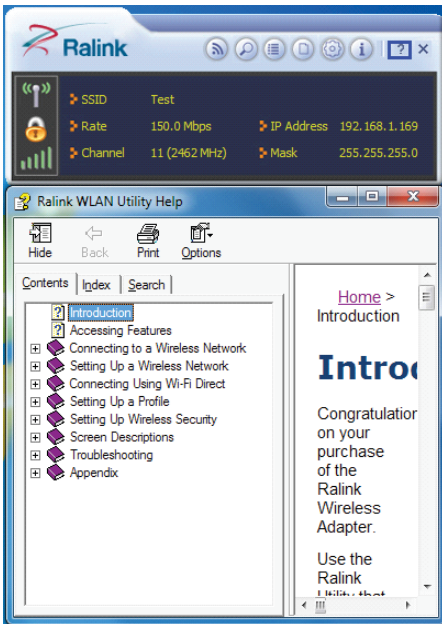 Ralink
SSID Test
Rate 150.0 Mbps IP Address 192.168.1.169
Channel 11 (2462 MHz) Mask 255.255.255.0
Ralink WLAN Utility Help
Hide Back Print Options
Contents Index Search
Introduction
Accessing Features
Connecting to a Wireless Network
Setting Up a Wireless Network
Connecting Using Wi-Fi Direct
Setting Up a Profile
Setting Up Wireless Security
Screen Descriptions
Troubleshooting
Appendix
Home >
Introduction
Introd
Congratulation
on your
purchase
of the
Ralink
Wireless
Adapter.
Use the
Ralink
Utility that